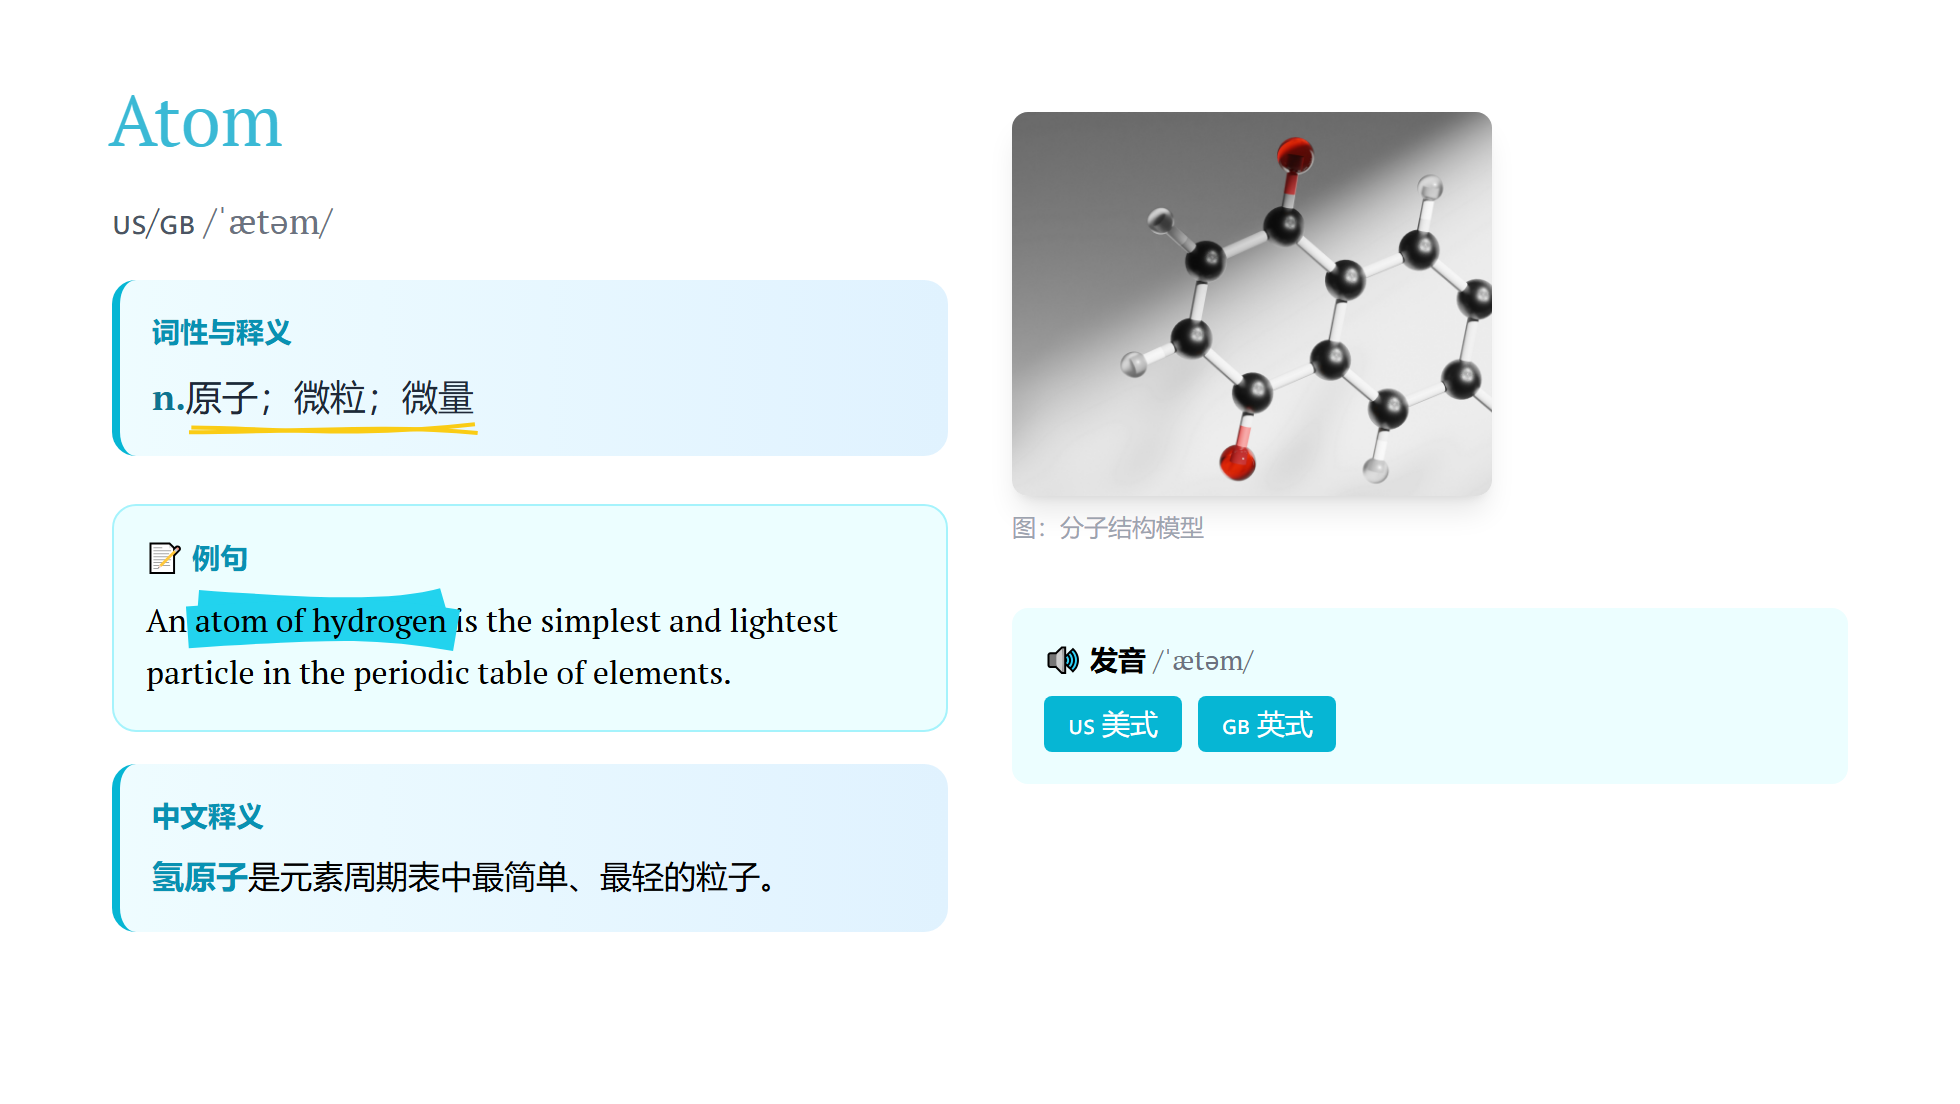 Atom
US/GB /ˈætəm/
词性与释义
n.原子；微粒；微量
📝 例句
An atom of hydrogen is the simplest and lightest
particle in the periodic table of elements.
中文释义
氢原子是元素周期表中最简单、最轻的粒子。
图：分子结构模型
🔊 发音 /ˈætəm/
US 美式
GB 英式